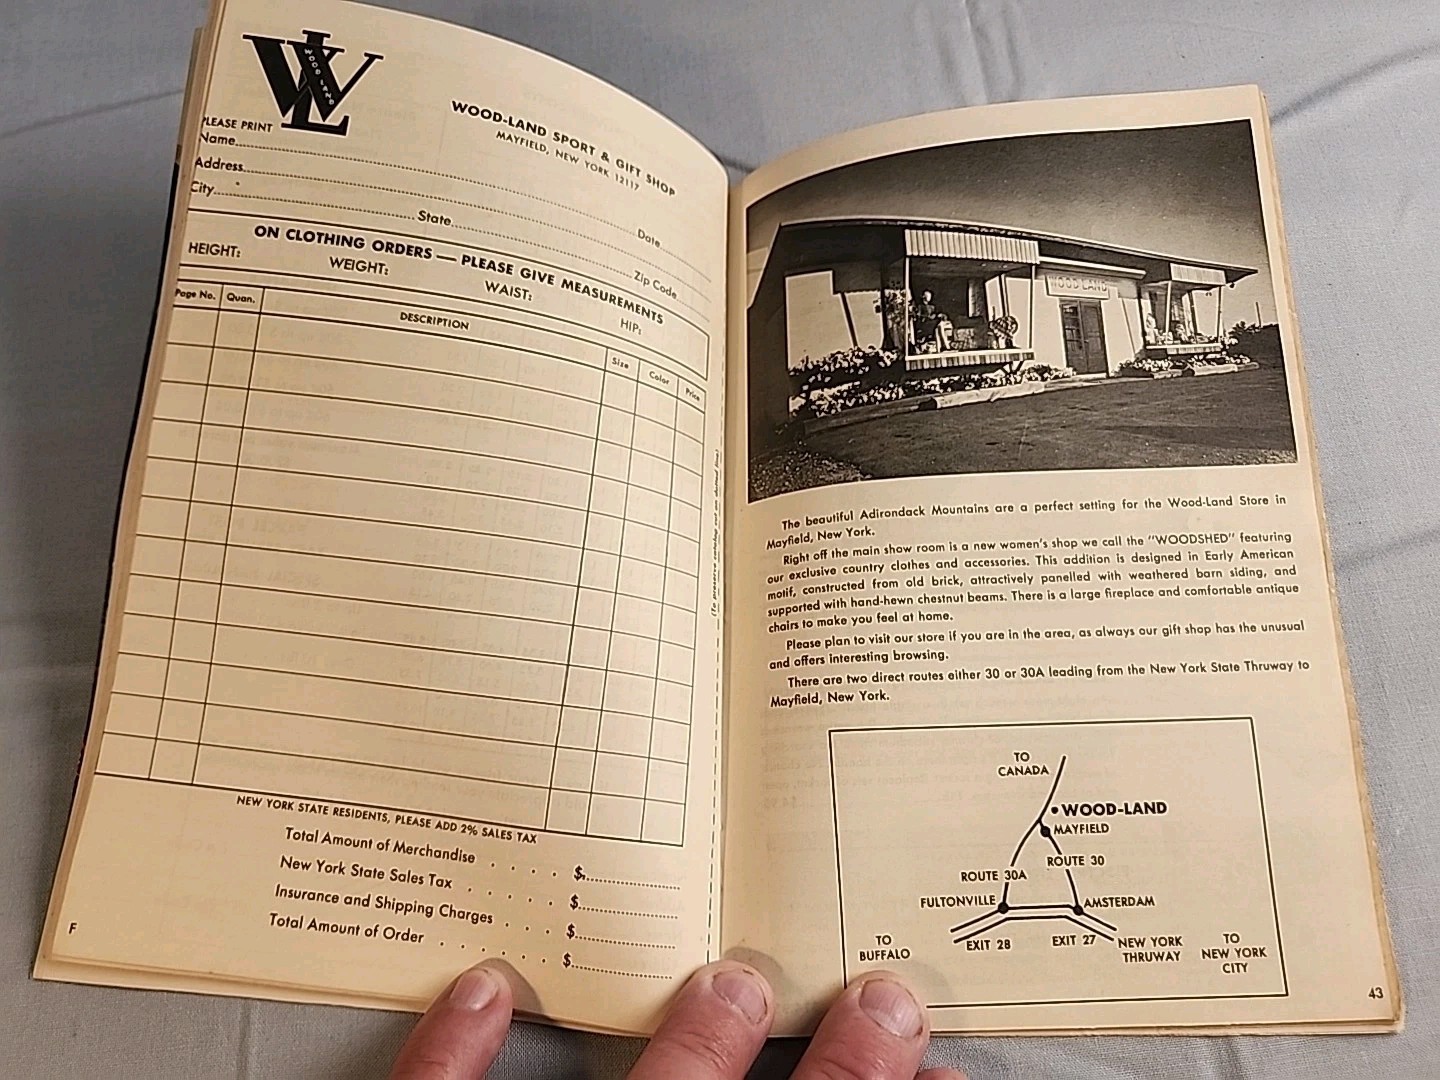 WL
WOOD-LAND
WOOD-LAND SPORT & GIFT SHOP
MAYFIELD, NEW YORK 12117
PLEASE PRINT
Name
Address
City
State
Date
Zip Code
ON CLOTHING ORDERS — PLEASE GIVE MEASUREMENTS
HEIGHT: WEIGHT: WAIST: HIP:
Page No. Quan. DESCRIPTION Size Color Price
(To preserve catalog cut on dotted line)
NEW YORK STATE RESIDENTS, PLEASE ADD 2% SALES TAX
Total Amount of Merchandise . . . . $
New York State Sales Tax . . . . . $
Insurance and Shipping Charges . . . $
Total Amount of Order . . . . . $
F
WOOD-LAND
The beautiful Adirondack Mountains are a perfect setting for the Wood-Land Store in
Mayfield, New York.
Right off the main show room is a new women's shop we call the "WOODSHED" featuring
our exclusive country clothes and accessories. This addition is designed in Early American
motif, constructed from old brick, attractively panelled with weathered barn siding, and
supported with hand-hewn chestnut beams. There is a large fireplace and comfortable antique
chairs to make you feel at home.
Please plan to visit our store if you are in the area, as always our gift shop has the unusual
and offers interesting browsing.
There are two direct routes either 30 or 30A leading from the New York State Thruway to
Mayfield, New York.
TO
CANADA
• WOOD-LAND
MAYFIELD
ROUTE 30
ROUTE 30A
FULTONVILLE
AMSTERDAM
TO
BUFFALO
EXIT 28
EXIT 27
NEW YORK
THRUWAY
TO
NEW YORK
CITY
43